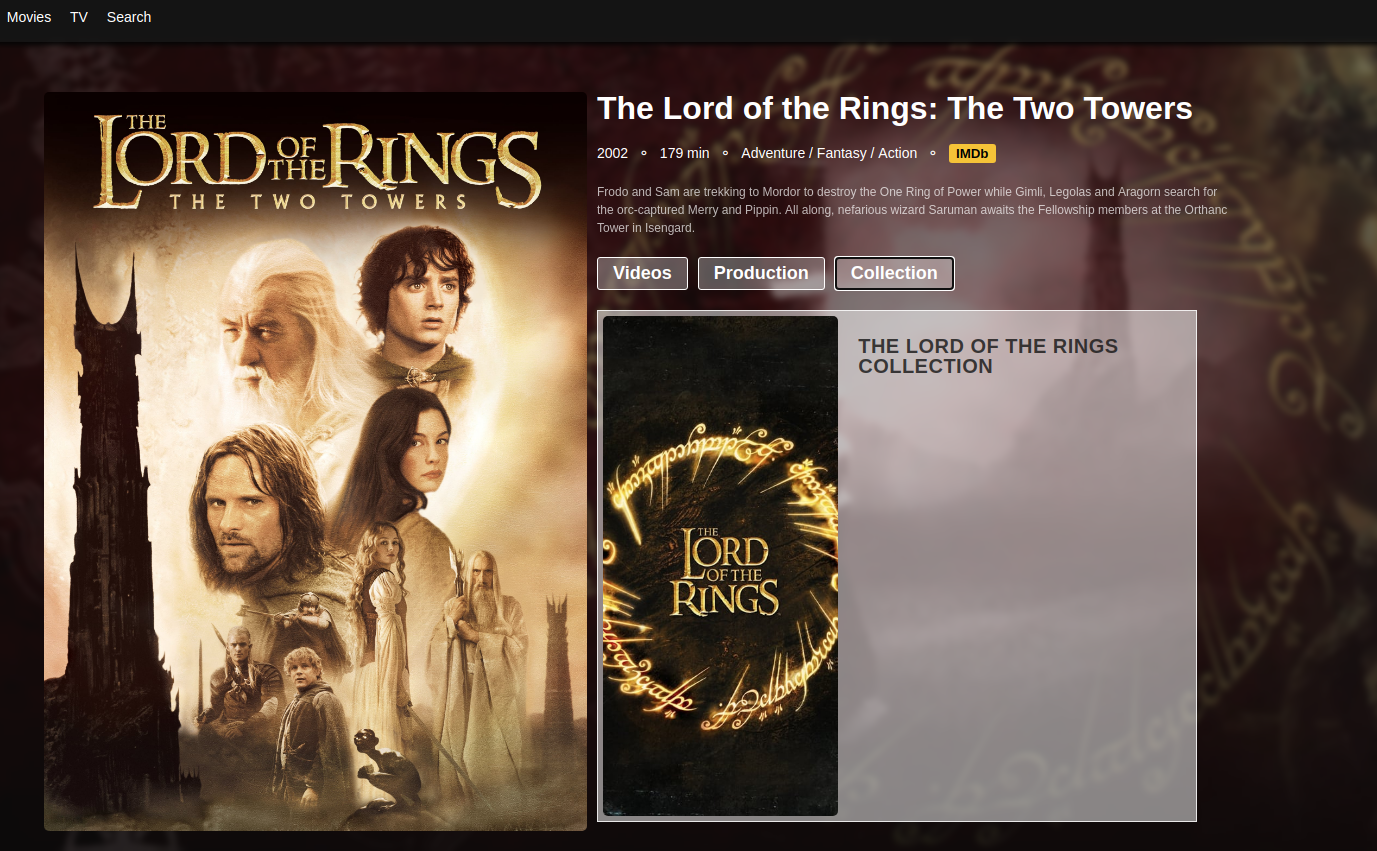 Movies TV Search
THE
LORD OF THE RINGS
THE TWO TOWERS
The Lord of the Rings: The Two Towers
2002 179 min Adventure / Fantasy / Action IMDb
Frodo and Sam are trekking to Mordor to destroy the One Ring of Power while Gimli, Legolas and Aragorn search for
the orc-captured Merry and Pippin. All along, nefarious wizard Saruman awaits the Fellowship members at the Orthanc
Tower in Isengard.
Videos Production Collection
THE LORD OF THE RINGS
COLLECTION
THE
LORD
OF THE
RINGS